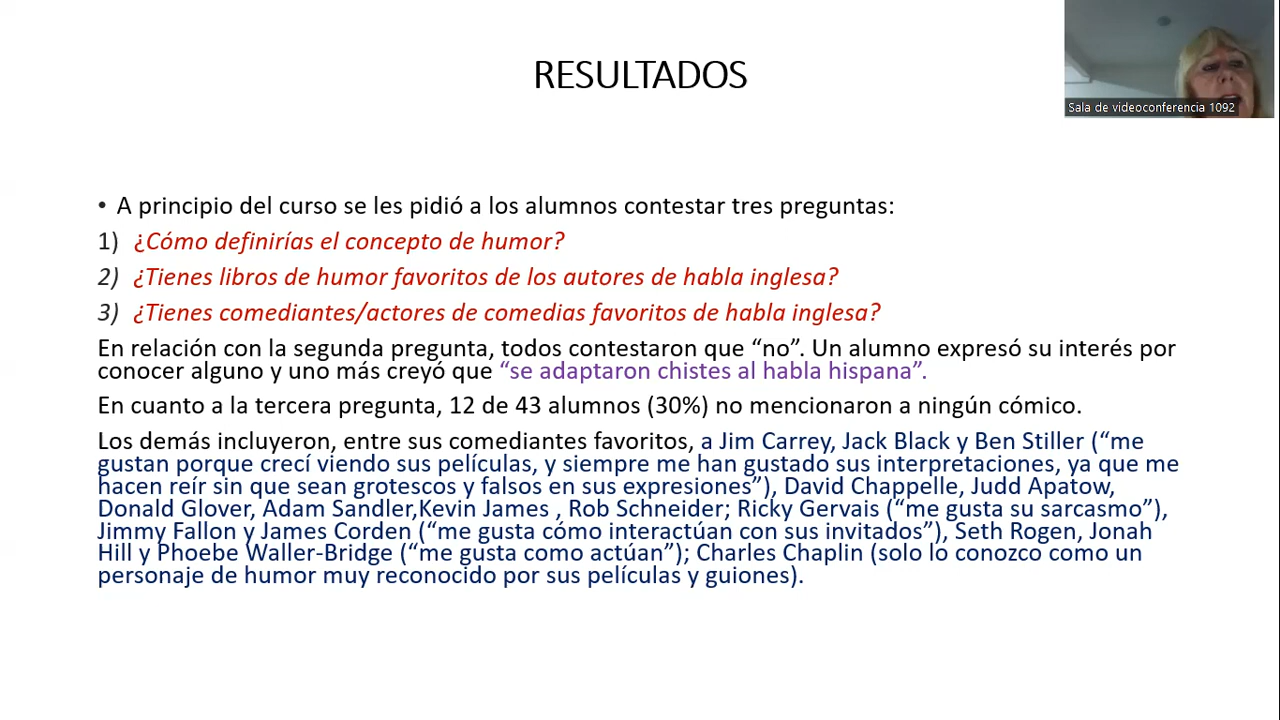 RESULTADOS
Sala de videoconferencia 1092
• A principio del curso se les pidió a los alumnos contestar tres preguntas:
1) ¿Cómo definirías el concepto de humor?
2) ¿Tienes libros de humor favoritos de los autores de habla inglesa?
3) ¿Tienes comediantes/actores de comedias favoritos de habla inglesa?
En relación con la segunda pregunta, todos contestaron que “no”. Un alumno expresó su interés por
conocer alguno y uno más creyó que “se adaptaron chistes al habla hispana”.
En cuanto a la tercera pregunta, 12 de 43 alumnos (30%) no mencionaron a ningún cómico.
Los demás incluyeron, entre sus comediantes favoritos, a Jim Carrey, Jack Black y Ben Stiller (“me
gustan porque crecí viendo sus películas, y siempre me han gustado sus interpretaciones, ya que me
hacen reír sin que sean grotescos y falsos en sus expresiones”), David Chappelle, Judd Apatow,
Donald Glover, Adam Sandler,Kevin James , Rob Schneider; Ricky Gervais (“me gusta su sarcasmo”),
Jimmy Fallon y James Corden (“me gusta cómo interactúan con sus invitados”), Seth Rogen, Jonah
Hill y Phoebe Waller-Bridge (“me gusta como actúan”); Charles Chaplin (solo lo conozco como un
personaje de humor muy reconocido por sus películas y guiones).